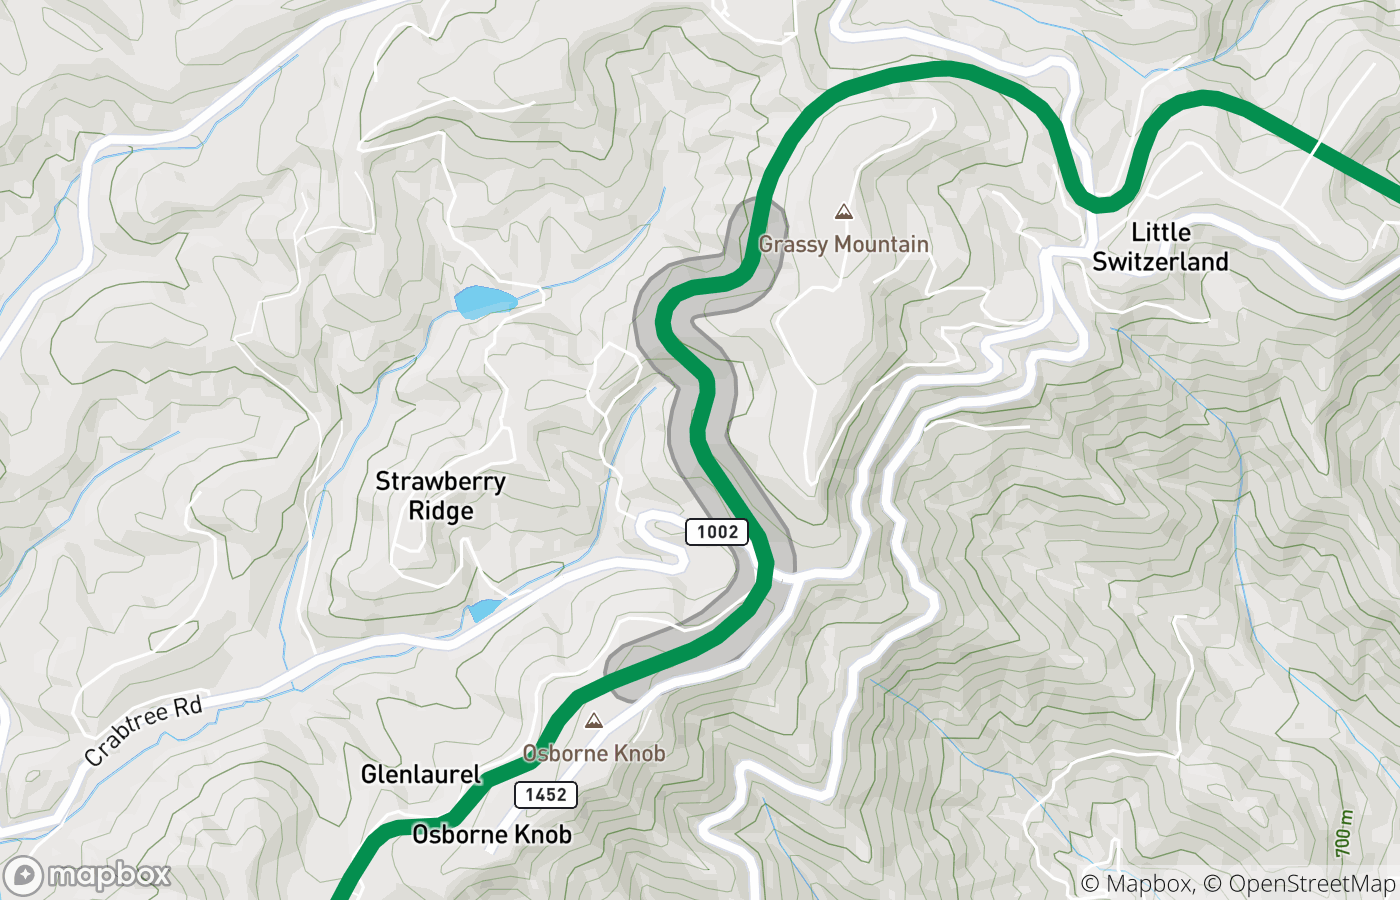 Grassy Mountain
Little
Switzerland
Strawberry
Ridge
1002
Crabtree Rd
Osborne Knob
Glenlaurel
1452
Osborne Knob
700 m
mapbox
© Mapbox, © OpenStreetMap